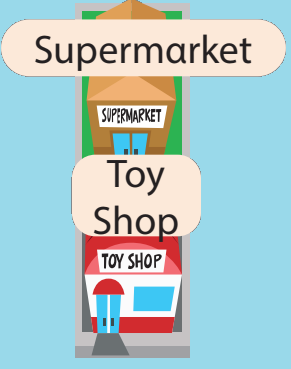 Supermarket
SUPERMARKET
Toy
Shop
TOY SHOP